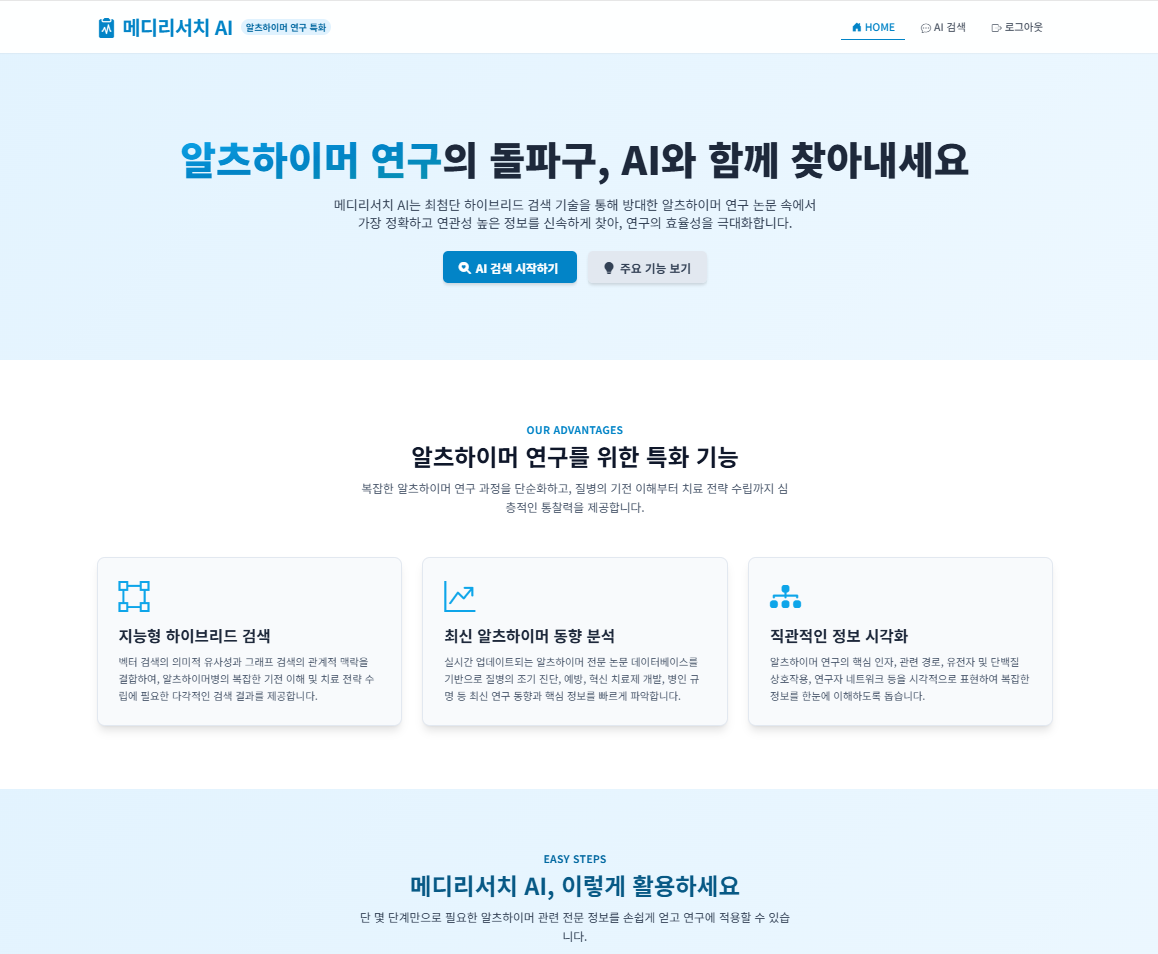 메디리서치 AI 알츠하이머 연구 특화
HOME AI 검색 로그아웃
알츠하이머 연구의 돌파구, AI와 함께 찾아내세요
메디리서치 AI는 최첨단 하이브리드 검색 기술을 통해 방대한 알츠하이머 연구 논문 속에서
가장 정확하고 연관성 높은 정보를 신속하게 찾아, 연구의 효율성을 극대화합니다.
AI 검색 시작하기 주요 기능 보기
OUR ADVANTAGES
알츠하이머 연구를 위한 특화 기능
복잡한 알츠하이머 연구 과정을 단순화하고, 질병의 기전 이해부터 치료 전략 수립까지 심
층적인 통찰력을 제공합니다.
지능형 하이브리드 검색
벡터 검색의 의미적 유사성과 그래프 검색의 관계적 맥락을
결합하여, 알츠하이머병의 복잡한 기전 이해 및 치료 전략 수
립에 필요한 다각적인 검색 결과를 제공합니다.
최신 알츠하이머 동향 분석
실시간 업데이트되는 알츠하이머 전문 논문 데이터베이스를
기반으로 질병의 조기 진단, 예방, 혁신 치료제 개발, 병인 규
명 등 최신 연구 동향과 핵심 정보를 빠르게 파악합니다.
직관적인 정보 시각화
알츠하이머 연구의 핵심 인자, 관련 경로, 유전자 및 단백질
상호작용, 연구자 네트워크 등을 시각적으로 표현하여 복잡한
정보를 한눈에 이해하도록 돕습니다.
EASY STEPS
메디리서치 AI, 이렇게 활용하세요
단 몇 단계만으로 필요한 알츠하이머 관련 전문 정보를 손쉽게 얻고 연구에 적용할 수 있습
니다.